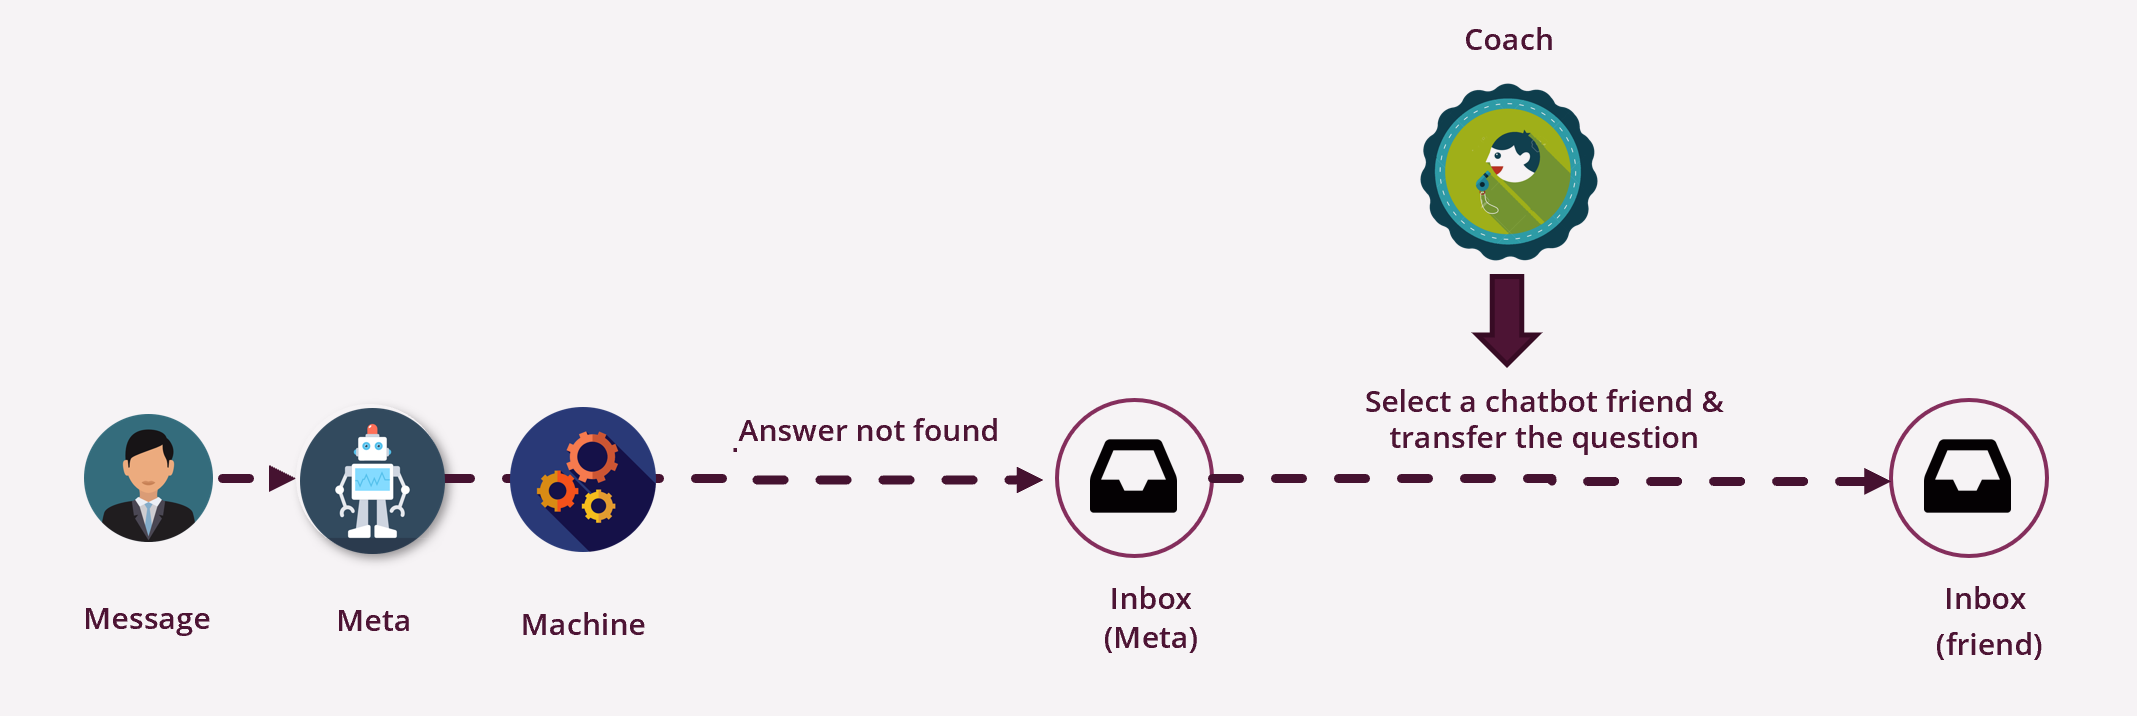 Coach
Select a chatbot friend &
transfer the question
Answer not found
.
Message
Meta
Machine
Inbox
(Meta)
Inbox
(friend)